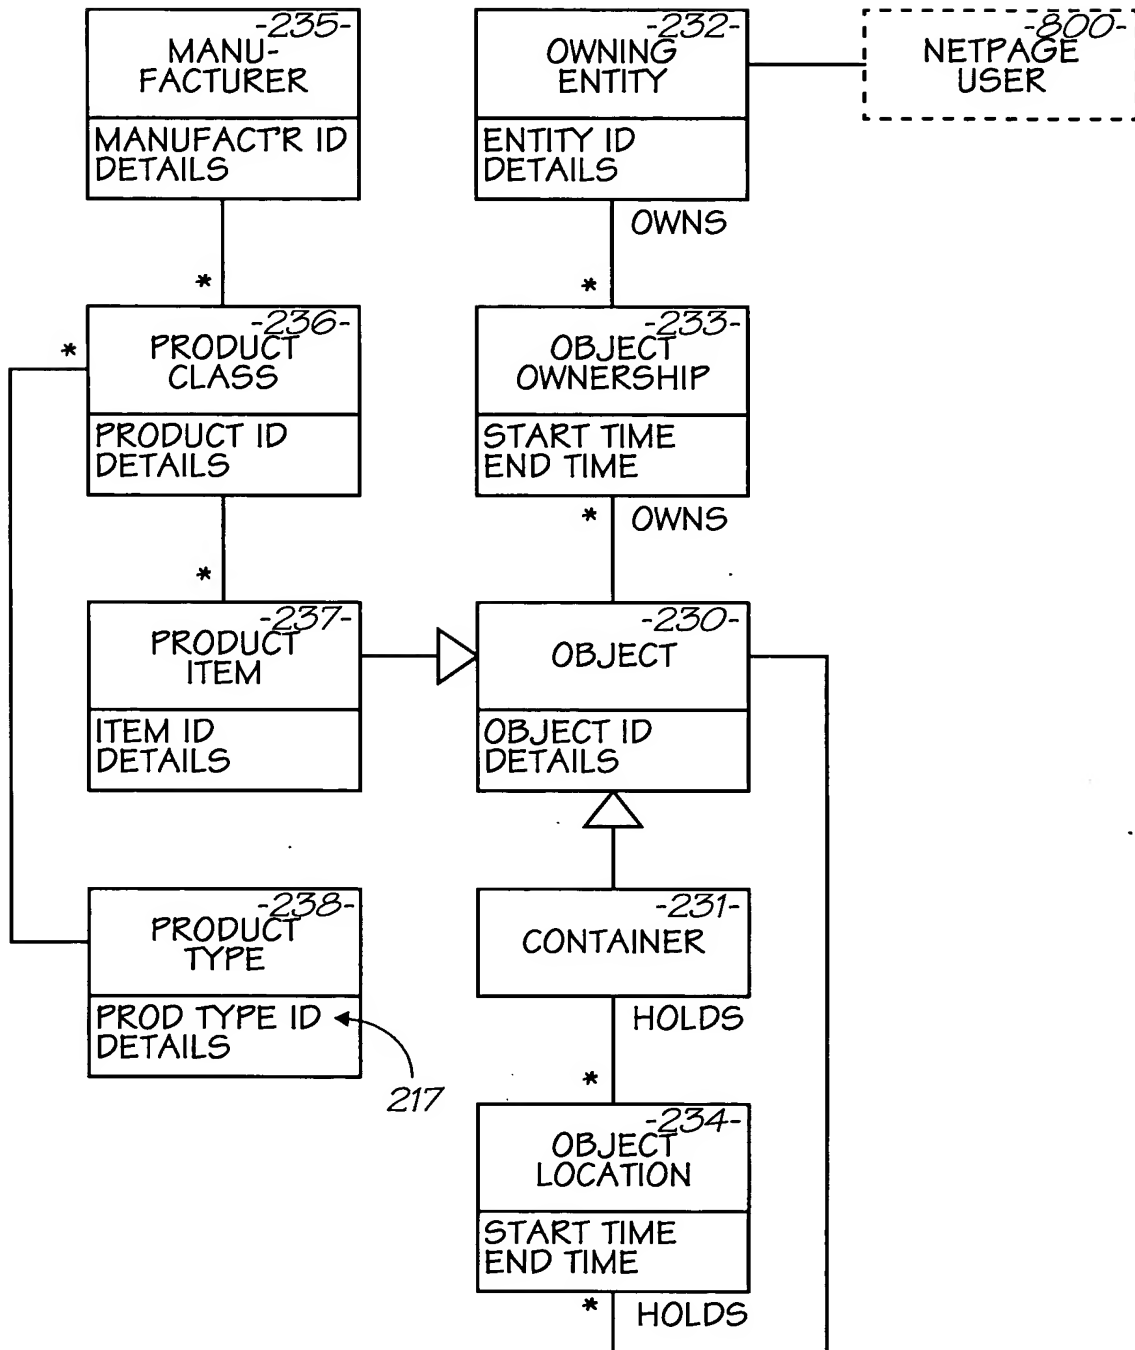 -235-
MANU-
FACTURER
MANUFACT'R ID
DETAILS
-232-
OWNING
ENTITY
ENTITY ID
DETAILS
-800-
NETPAGE
USER
OWNS
*
*
-236-
PRODUCT
CLASS
PRODUCT ID
DETAILS
*
-233-
OBJECT
OWNERSHIP
START TIME
END TIME
* OWNS
*
-237-
PRODUCT
ITEM
ITEM ID
DETAILS
-230-
OBJECT
OBJECT ID
DETAILS
-238-
PRODUCT
TYPE
PROD TYPE ID
DETAILS
217
-231-
CONTAINER
HOLDS
*
-234-
OBJECT
LOCATION
START TIME
END TIME
* HOLDS